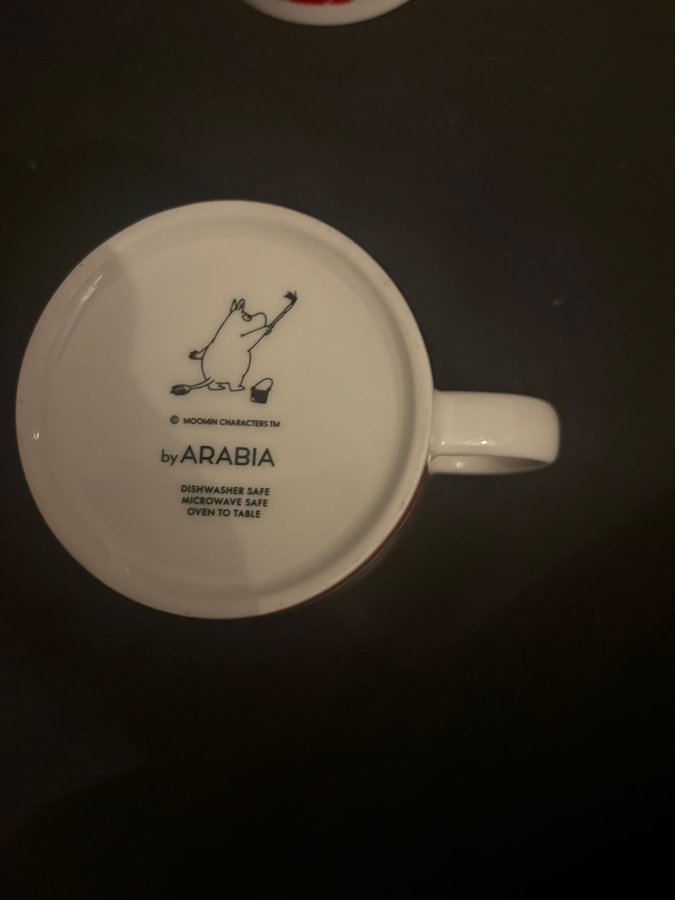 © MOOMIN CHARACTERS TM
by ARABIA
DISHWASHER SAFE
MICROWAVE SAFE
OVEN TO TABLE